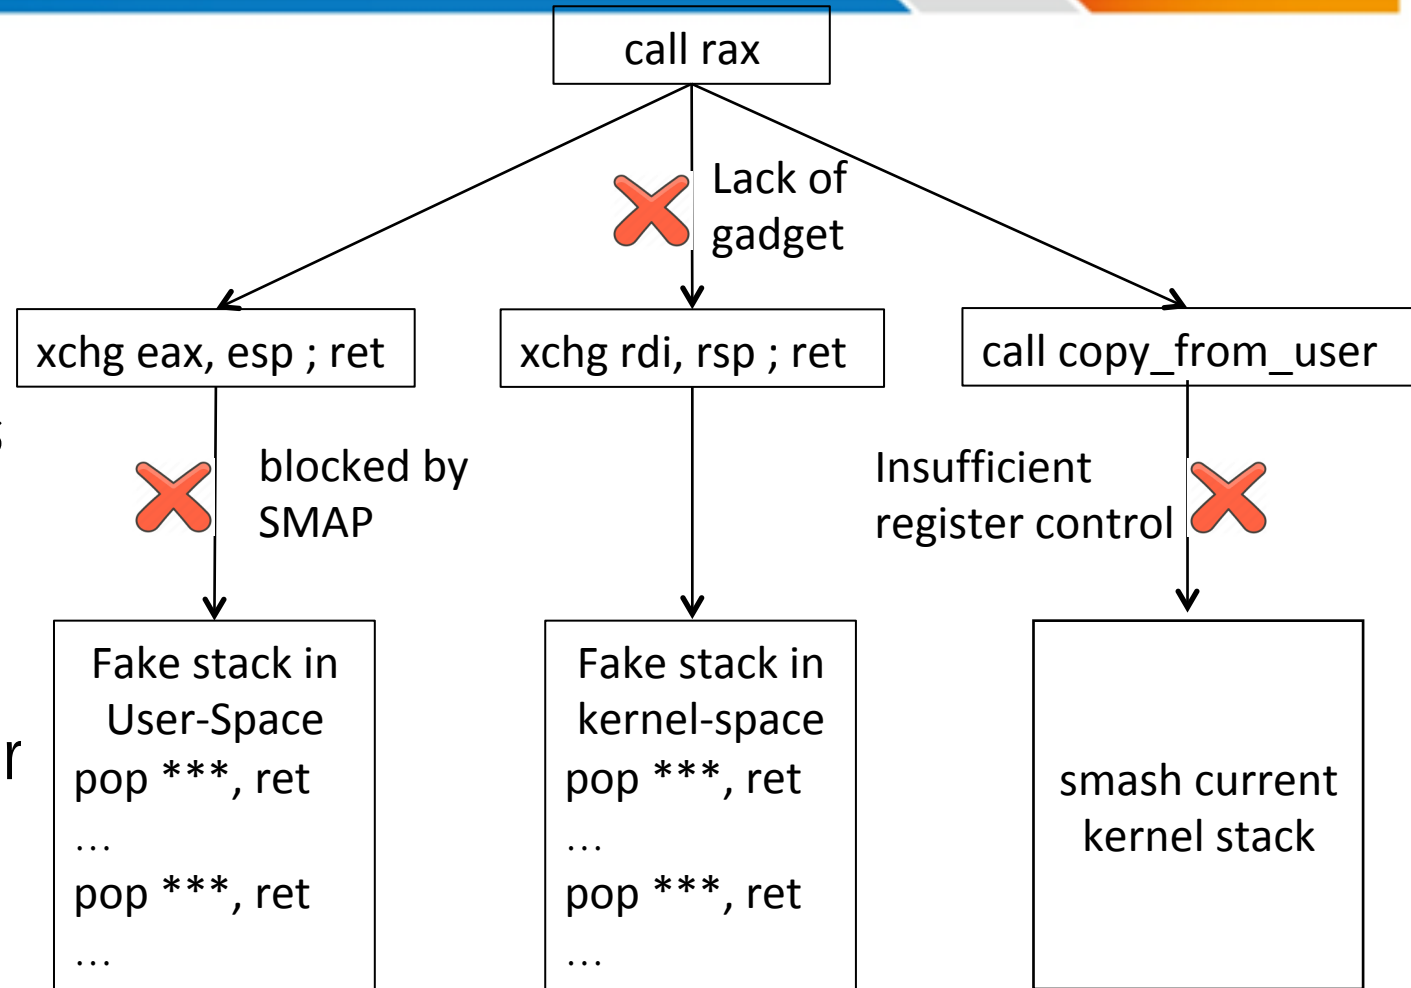 call rax
Lack of
gadget
xchg eax, esp ; ret
xchg rdi, rsp ; ret
call copy_from_user
s
blocked by
SMAP
Insufficient
register control
Fake stack in
User-Space
pop ***, ret
...
pop ***, ret
...
Fake stack in
kernel-space
pop ***, ret
...
pop ***, ret
...
smash current
kernel stack
r